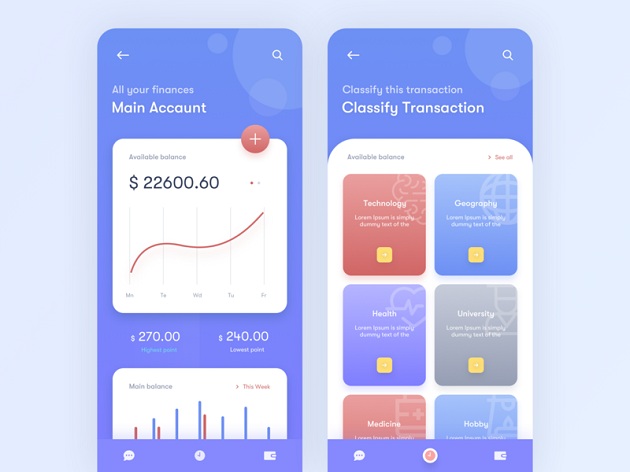 All your finances
Main Accaunt
Available balance
$ 22600.60
Mn Te Wd Tu Fr
$ 270.00
Highest point
$ 240.00
Lowest point
Main balance
This Week
Classify this transaction
Classify Transaction
Available balance
See all
Technology
Lorem Ipsum is simply
dummy text of the
Geography
Lorem Ipsum is simply
dummy text of the
Health
Lorem Ipsum is simply
dummy text of the
University
Lorem Ipsum is simply
dummy text of the
Medicine
Lorem Ipsum is simply
Hobby
Lorem Ipsum is simply